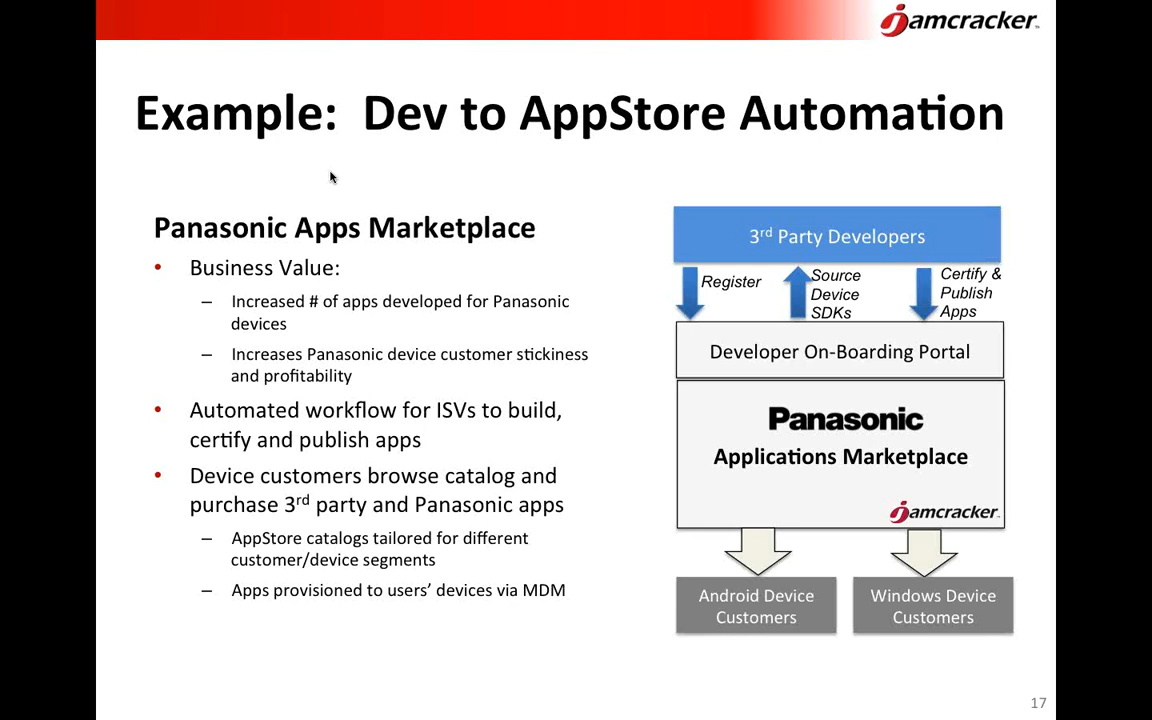 jamcracker
Example: Dev to AppStore Automation
Panasonic Apps Marketplace
• Business Value:
– Increased # of apps developed for Panasonic
devices
– Increases Panasonic device customer stickiness
and profitability
• Automated workflow for ISVs to build,
certify and publish apps
• Device customers browse catalog and
purchase 3rd party and Panasonic apps
– AppStore catalogs tailored for different
customer/device segments
– Apps provisioned to users’ devices via MDM
3rd Party Developers
Register
Source
Device
SDKs
Certify &
Publish
Apps
Developer On-Boarding Portal
Panasonic
Applications Marketplace
jamcracker
Android Device
Customers
Windows Device
Customers
17